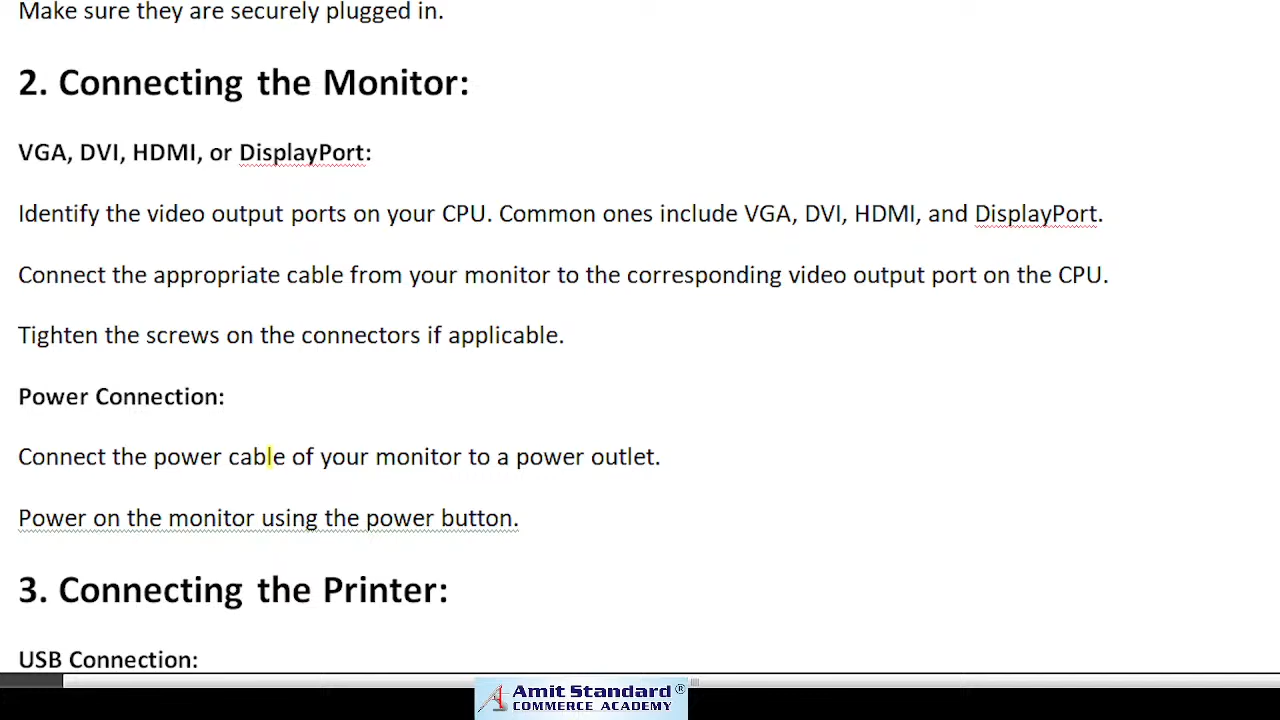 Make sure they are securely plugged in.
2. Connecting the Monitor:
VGA, DVI, HDMI, or DisplayPort:
Identify the video output ports on your CPU. Common ones include VGA, DVI, HDMI, and DisplayPort.
Connect the appropriate cable from your monitor to the corresponding video output port on the CPU.
Tighten the screws on the connectors if applicable.
Power Connection:
Connect the power cable of your monitor to a power outlet.
Power on the monitor using the power button.
3. Connecting the Printer:
USB Connection:
Amit Standard®
COMMERCE ACADEMY